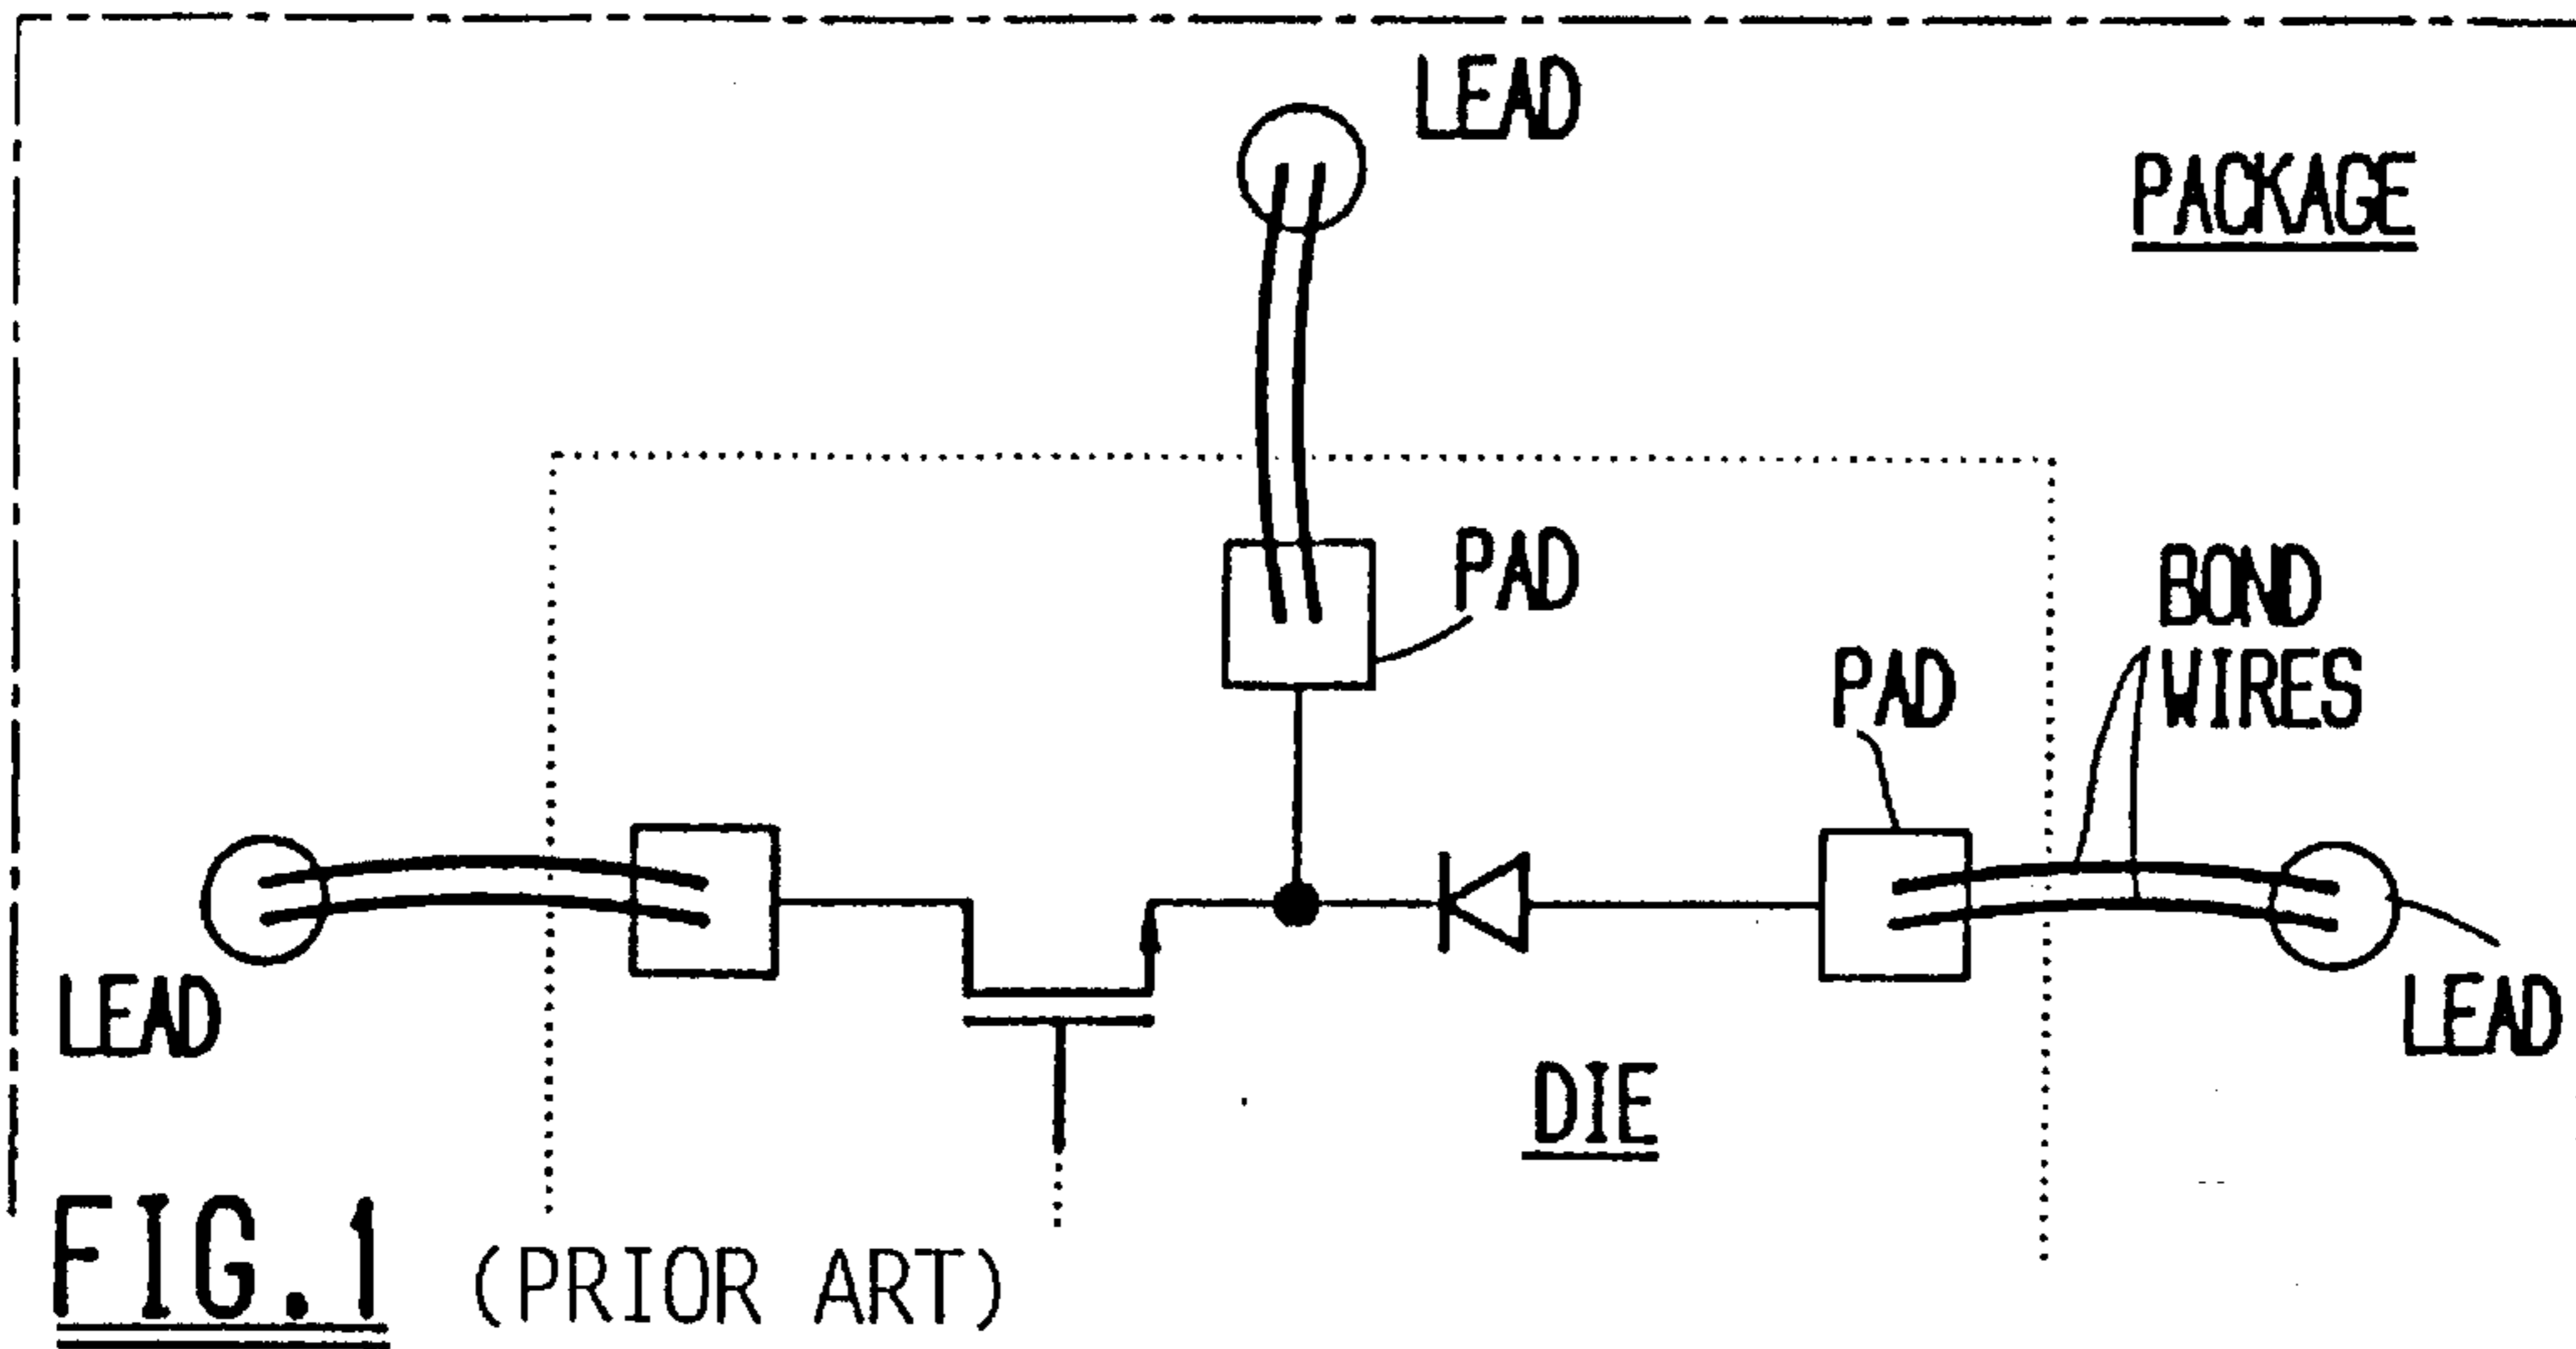 LEAD
PACKAGE
PAD
BOND
WIRES
PAD
LEAD
LEAD
DIE
FIG.1 (PRIOR ART)